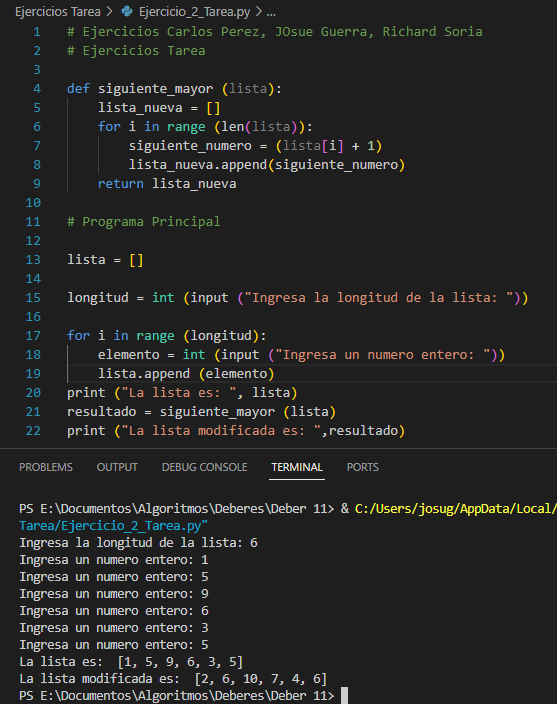 Ejercicios Tarea > Ejercicio_2_Tarea.py > ...
1 # Ejercicios Carlos Perez, JOsue Guerra, Richard Soria
2 # Ejercicios Tarea
3
4 def siguiente_mayor (lista):
5 lista_nueva = []
6 for i in range (len(lista)):
7 siguiente_numero = (lista[i] + 1)
8 lista_nueva.append(siguiente_numero)
9 return lista_nueva
10
11 # Programa Principal
12
13 lista = []
14
15 longitud = int (input ("Ingresa la longitud de la lista: "))
16
17 for i in range (longitud):
18 elemento = int (input ("Ingresa un numero entero: "))
19 lista.append (elemento)
20 print ("La lista es: ", lista)
21 resultado = siguiente_mayor (lista)
22 print ("La lista modificada es: ",resultado)
PROBLEMS OUTPUT DEBUG CONSOLE TERMINAL PORTS
PS E:\Documentos\Algoritmos\Deberes\Deber 11> & C:/Users/josug/AppData/Local/
Tarea/Ejercicio_2_Tarea.py"
Ingresa la longitud de la lista: 6
Ingresa un numero entero: 1
Ingresa un numero entero: 5
Ingresa un numero entero: 9
Ingresa un numero entero: 6
Ingresa un numero entero: 3
Ingresa un numero entero: 5
La lista es:  [1, 5, 9, 6, 3, 5]
La lista modificada es:  [2, 6, 10, 7, 4, 6]
PS E:\Documentos\Algoritmos\Deberes\Deber 11>